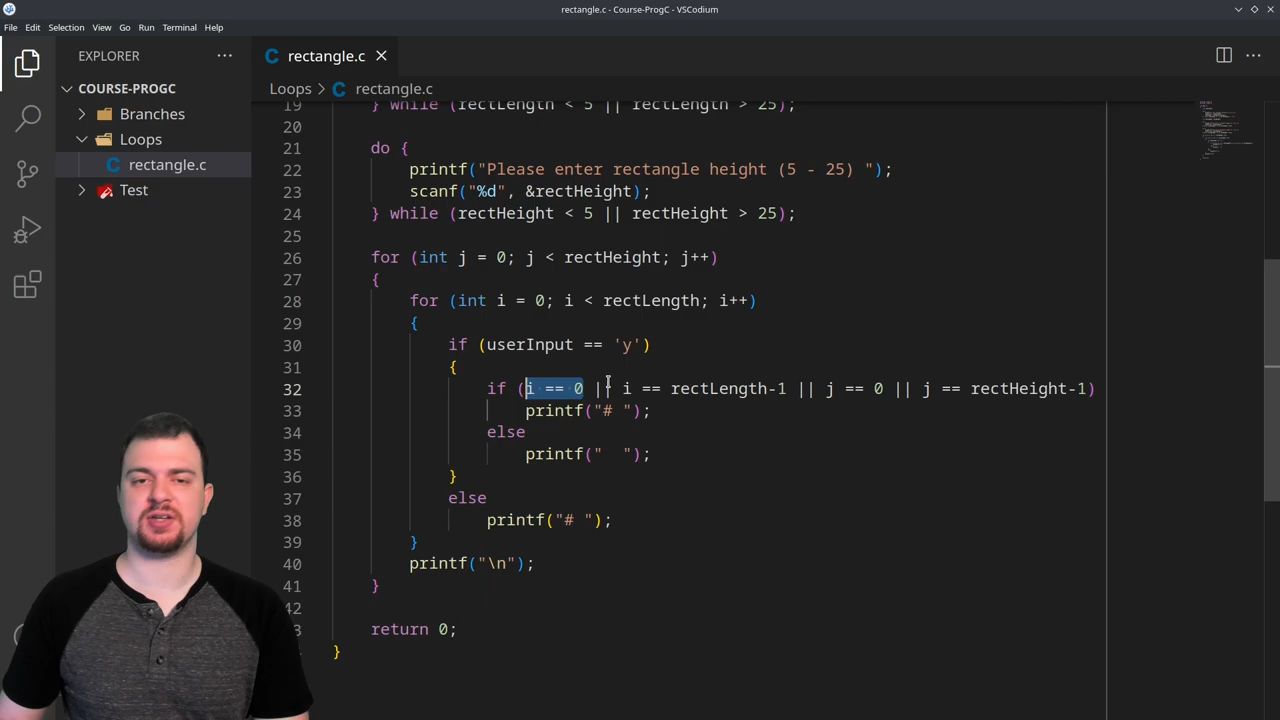 rectangle.c - Course-ProgC - VSCodium
File Edit Selection View Go Run Terminal Help
EXPLORER
COURSE-PROGC
Branches
Loops
rectangle.c
Test
rectangle.c
Loops > rectangle.c
19 } while (rectLength < 5 || rectLength > 25);
20
21 do {
22 printf("Please enter rectangle height (5 - 25) ");
23 scanf("%d", &rectHeight);
24 } while (rectHeight < 5 || rectHeight > 25);
25
26 for (int j = 0; j < rectHeight; j++)
27 {
28 for (int i = 0; i < rectLength; i++)
29 {
30 if (userInput == 'y')
31 {
32 if (i == 0 || i == rectLength-1 || j == 0 || j == rectHeight-1)
33 printf("# ");
34 else
35 printf("  ");
36 }
37 else
38 printf("# ");
39 }
40 printf("\n");
41 }
42
3 return 0;
}